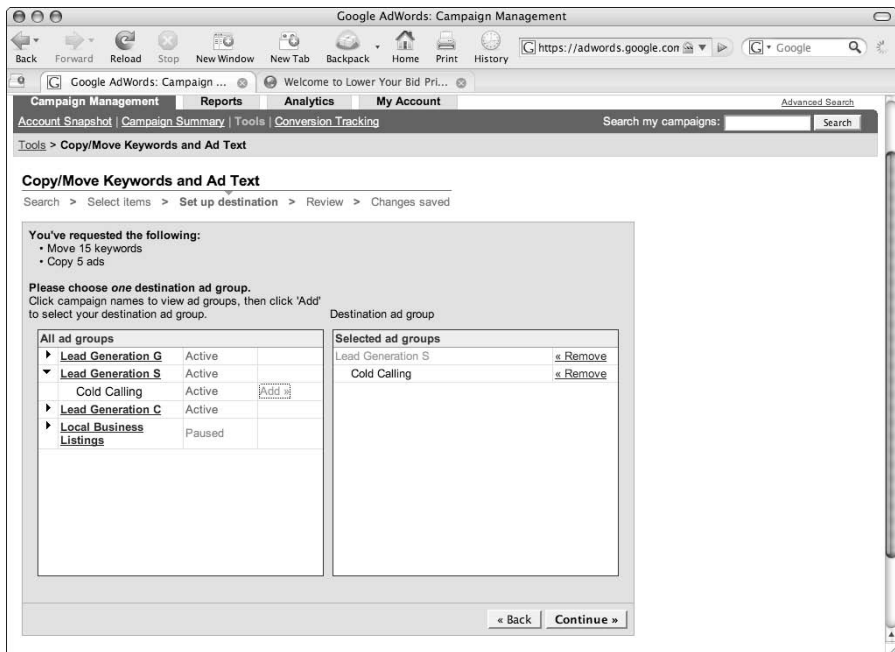 Google AdWords: Campaign Management
Back Forward Reload Stop New Window New Tab Backpack Home Print History https://adwords.google.com G Google
Google AdWords: Campaign ... Welcome to Lower Your Bid Pri...
Campaign Management Reports Analytics My Account Advanced Search
Account Snapshot | Campaign Summary | Tools | Conversion Tracking Search my campaigns: Search
Tools > Copy/Move Keywords and Ad Text
Copy/Move Keywords and Ad Text
Search > Select items > Set up destination > Review > Changes saved
You've requested the following:
• Move 15 keywords
• Copy 5 ads
Please choose one destination ad group.
Click campaign names to view ad groups, then click 'Add'
to select your destination ad group. Destination ad group
All ad groups Selected ad groups
Lead Generation G Active Lead Generation S « Remove
Lead Generation S Active Cold Calling « Remove
Cold Calling Active Add »
Lead Generation C Active
Local Business
Listings Paused
« Back Continue »